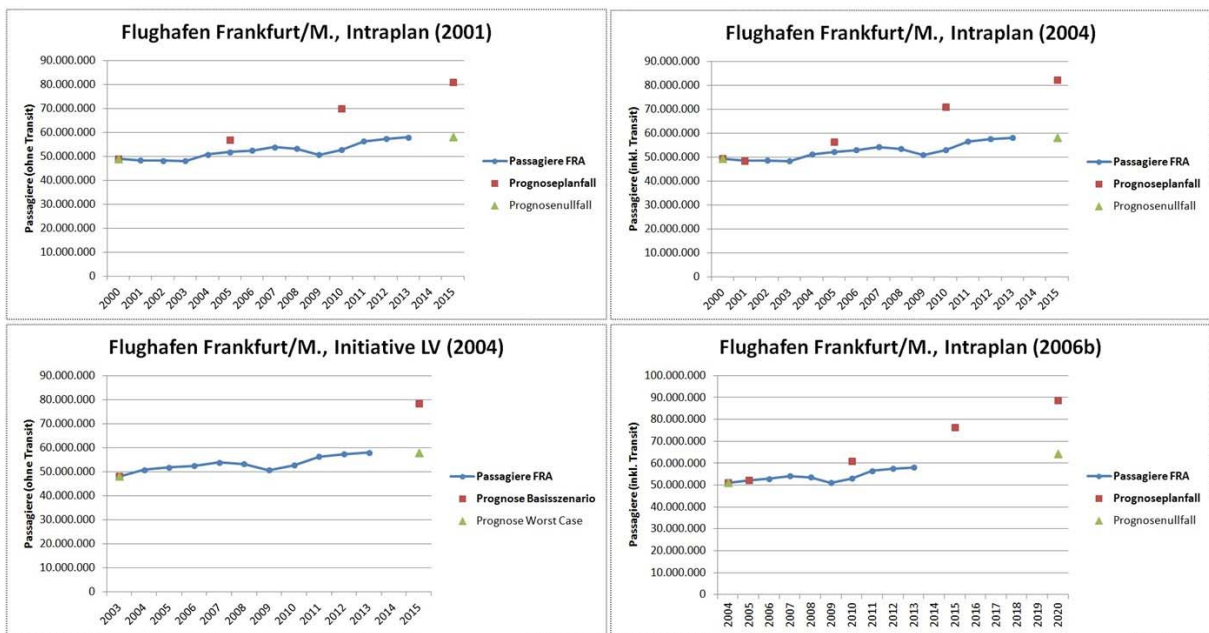 Flughafen Frankfurt/M., Intraplan (2001)
Passagiere (ohne Transit)
90.000.000
80.000.000
70.000.000
60.000.000
50.000.000
40.000.000
30.000.000
20.000.000
10.000.000
0
2000 2001 2002 2003 2004 2005 2006 2007 2008 2009 2010 2011 2012 2013 2014 2015
Passagiere FRA
Prognoseplanfall
Prognosenullfall
Flughafen Frankfurt/M., Intraplan (2004)
Passagiere (inkl. Transit)
90.000.000
80.000.000
70.000.000
60.000.000
50.000.000
40.000.000
30.000.000
20.000.000
10.000.000
0
2000 2001 2002 2003 2004 2005 2006 2007 2008 2009 2010 2011 2012 2013 2014 2015
Passagiere FRA
Prognoseplanfall
Prognosenullfall
Flughafen Frankfurt/M., Initiative LV (2004)
Passagiere (ohne Transit)
90.000.000
80.000.000
70.000.000
60.000.000
50.000.000
40.000.000
30.000.000
20.000.000
10.000.000
0
2003 2004 2005 2006 2007 2008 2009 2010 2011 2012 2013 2014 2015
Passagiere FRA
Prognose Basisszenario
Prognose Worst Case
Flughafen Frankfurt/M., Intraplan (2006b)
Passagiere (inkl. Transit)
100.000.000
90.000.000
80.000.000
70.000.000
60.000.000
50.000.000
40.000.000
30.000.000
20.000.000
10.000.000
0
2004 2005 2006 2007 2008 2009 2010 2011 2012 2013 2014 2015 2016 2017 2018 2019 2020
Passagiere FRA
Prognoseplanfall
Prognosenullfall